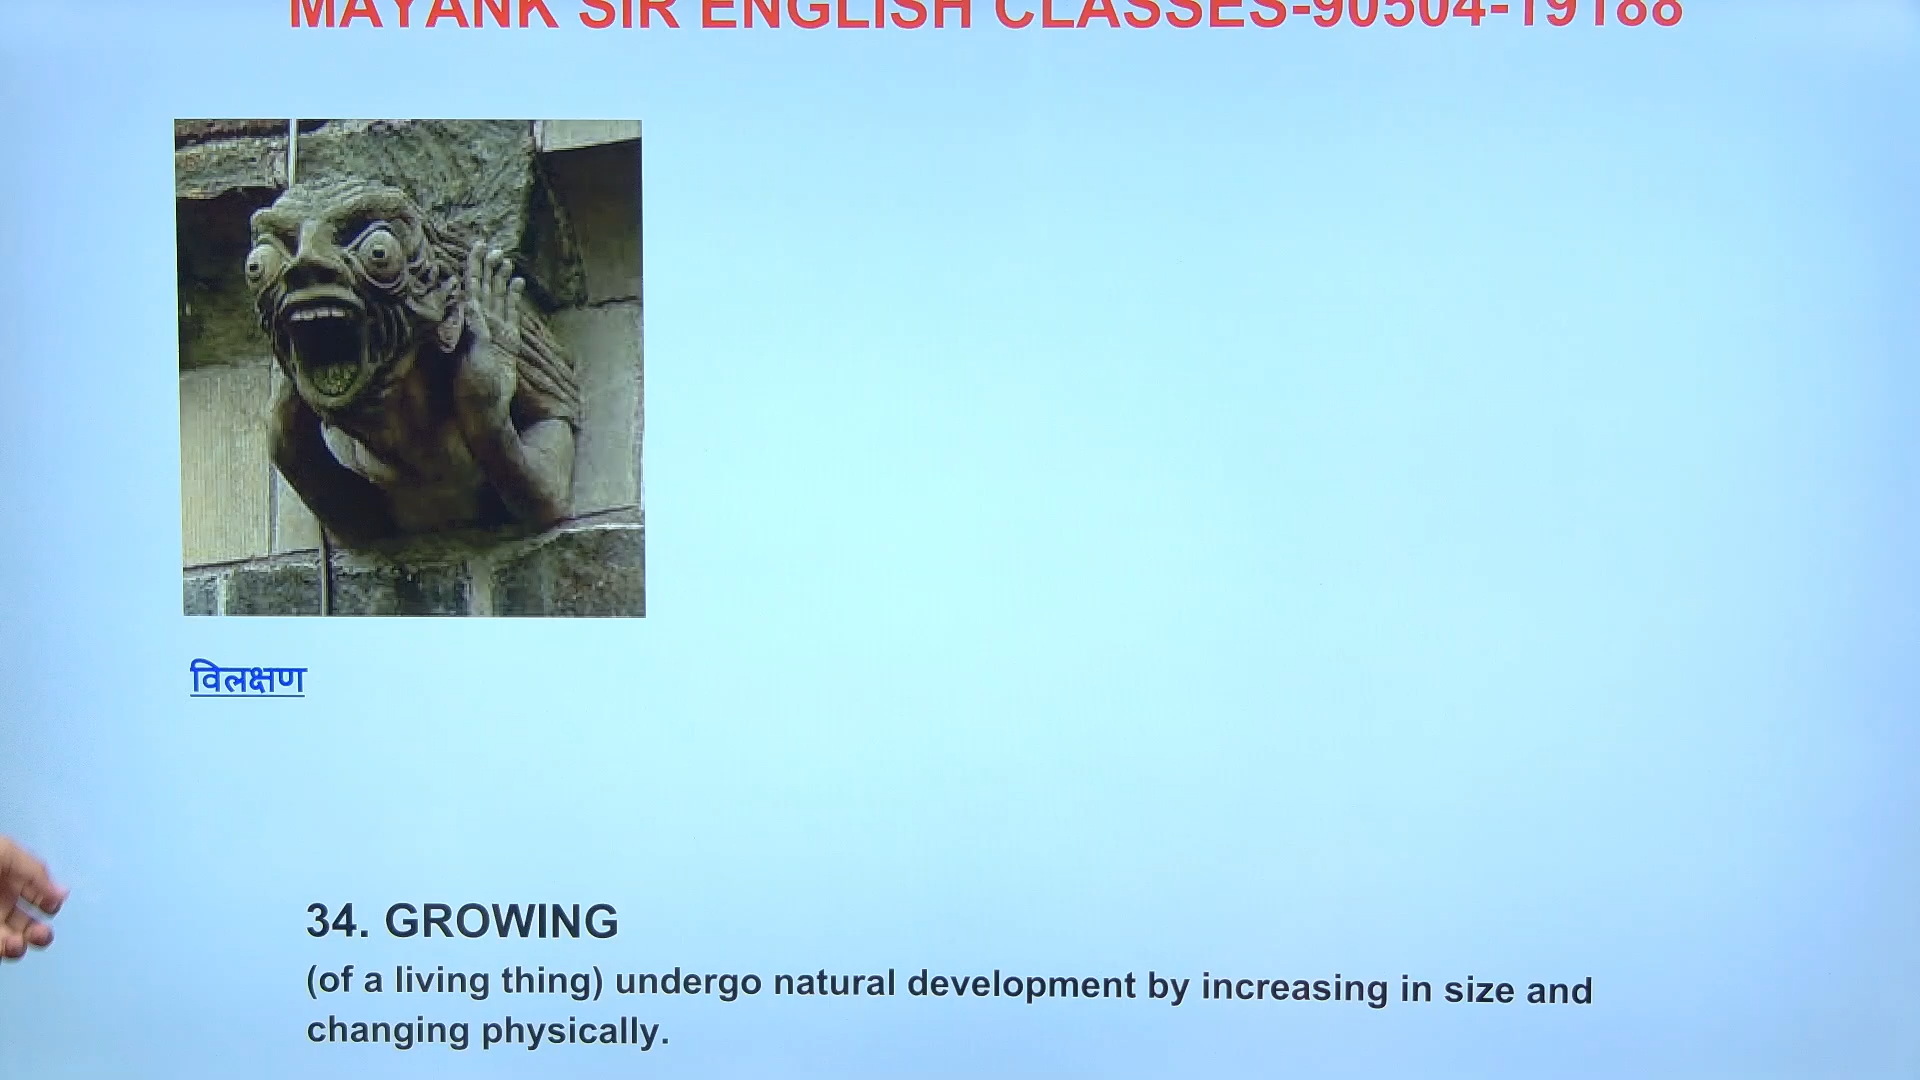 MAYANK SIR ENGLISH CLASSES-90504-19188
विलक्षण
34. GROWING
(of a living thing) undergo natural development by increasing in size and
changing physically.